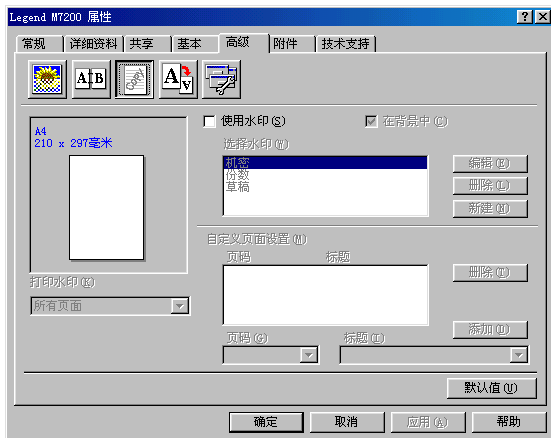 Legend M7200 属性
常规 详细资料 共享 基本 高级 附件 技术支持
A B Copy A V
使用水印(S) 在背景中(C)
A4
210 x 297毫米
选择水印(W)
机密
份数
草稿
编辑(E)
删除(L)
新建(N)
自定义页面设置(M)
页码 标题
删除(T)
打印水印(K)
所有页面
添加(D)
页码(G) 标题(I)
默认值(U)
确定 取消 应用(A) 帮助